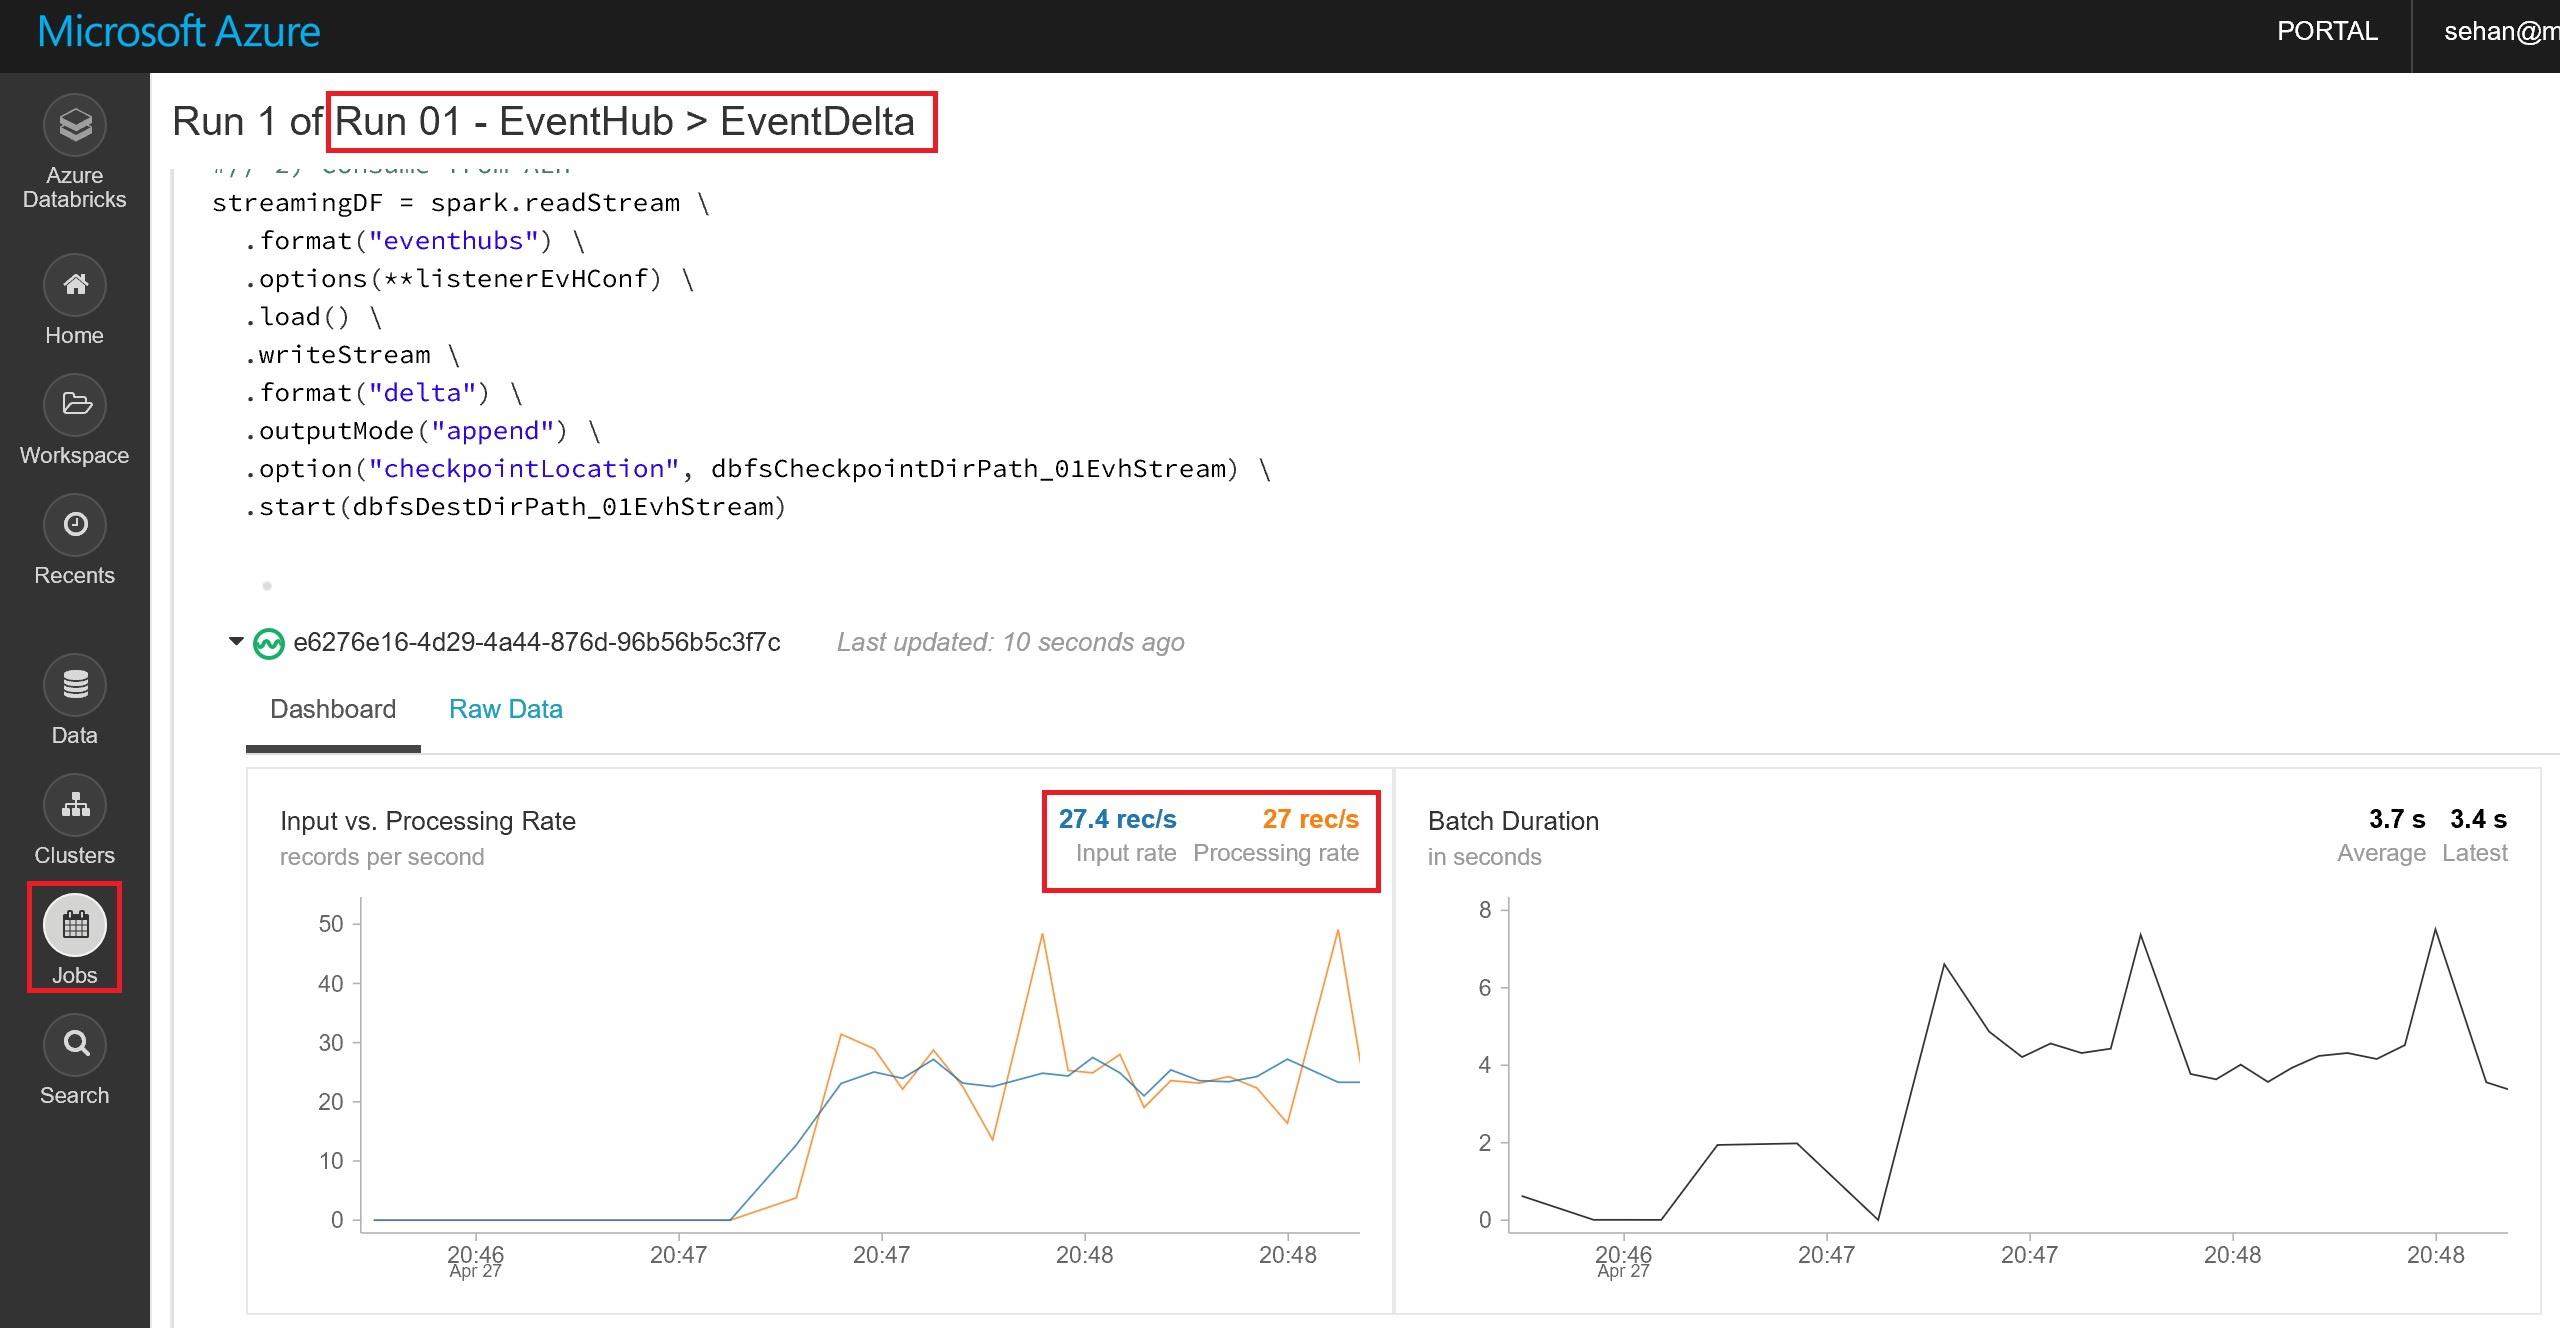 Microsoft Azure
PORTAL
sehan@m
Azure
Databricks
Home
Workspace
Recents
Data
Clusters
Jobs
Search
Run 1 of Run 01 - EventHub > EventDelta
streamingDF = spark.readStream \
.format("eventhubs") \
.options(**listenerEvHConf) \
.load() \
.writeStream \
.format("delta") \
.outputMode("append") \
.option("checkpointLocation", dbfsCheckpointDirPath_01EvhStream) \
.start(dbfsDestDirPath_01EvhStream)
e6276e16-4d29-4a44-876d-96b56b5c3f7c Last updated: 10 seconds ago
Dashboard Raw Data
Input vs. Processing Rate
records per second
27.4 rec/s 27 rec/s
Input rate Processing rate
50
40
30
20
10
0
20:46 20:47 20:47 20:48 20:48
Apr 27
Batch Duration
in seconds
3.7 s 3.4 s
Average Latest
8
6
4
2
0
20:46 20:47 20:47 20:48 20:48
Apr 27